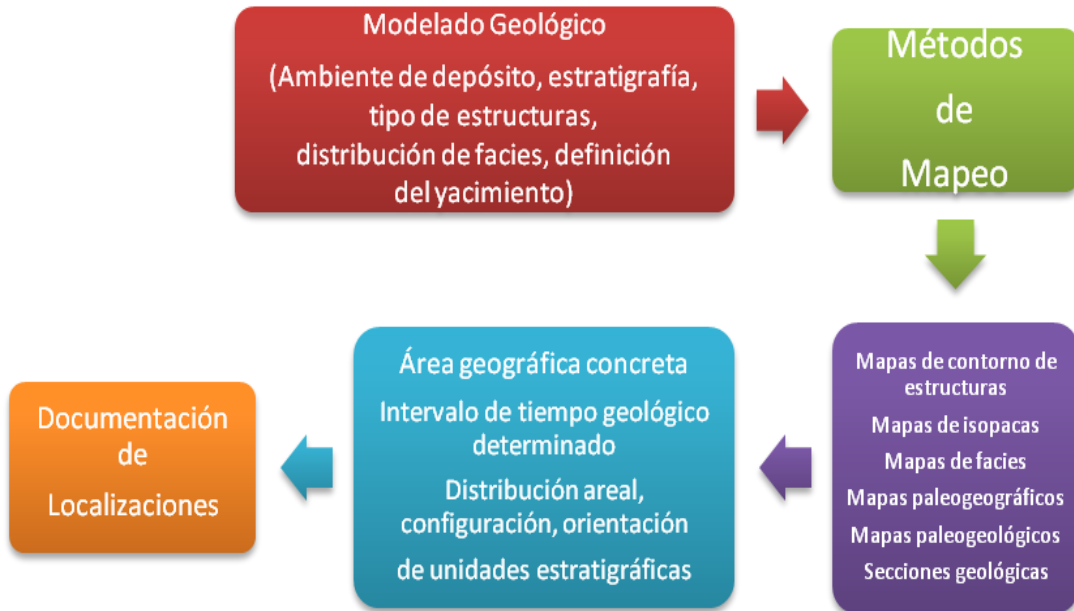 Modelado Geológico
(Ambiente de depósito, estratigrafía,
tipo de estructuras,
distribución de facies, definición
del yacimiento)
Métodos
de
Mapeo
Mapas de contorno de
estructuras
Mapas de isopacas
Mapas de facies
Mapas paleogeográficos
Mapas paleogeológicos
Secciones geológicas
Área geográfica concreta
Intervalo de tiempo geológico
determinado
Distribución areal,
configuración, orientación
de unidades estratigráficas
Documentación
de
Localizaciones